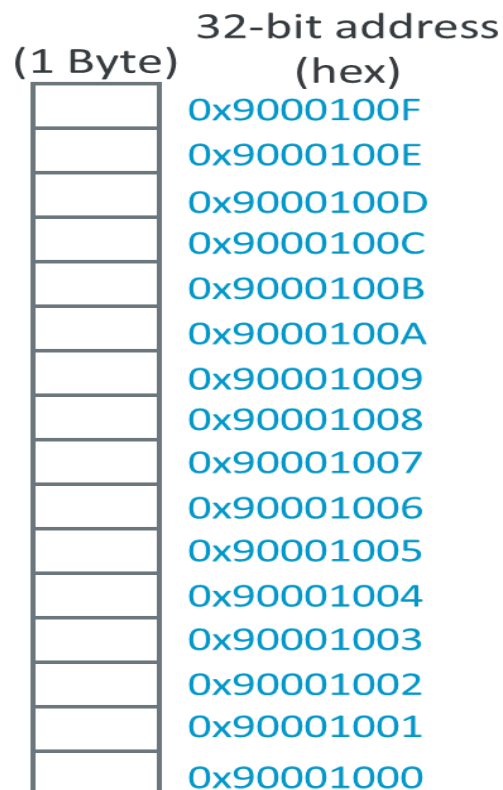 32-bit address
(1 Byte) (hex)
0x9000100F
0x9000100E
0x9000100D
0x9000100C
0x9000100B
0x9000100A
0x90001009
0x90001008
0x90001007
0x90001006
0x90001005
0x90001004
0x90001003
0x90001002
0x90001001
0x90001000